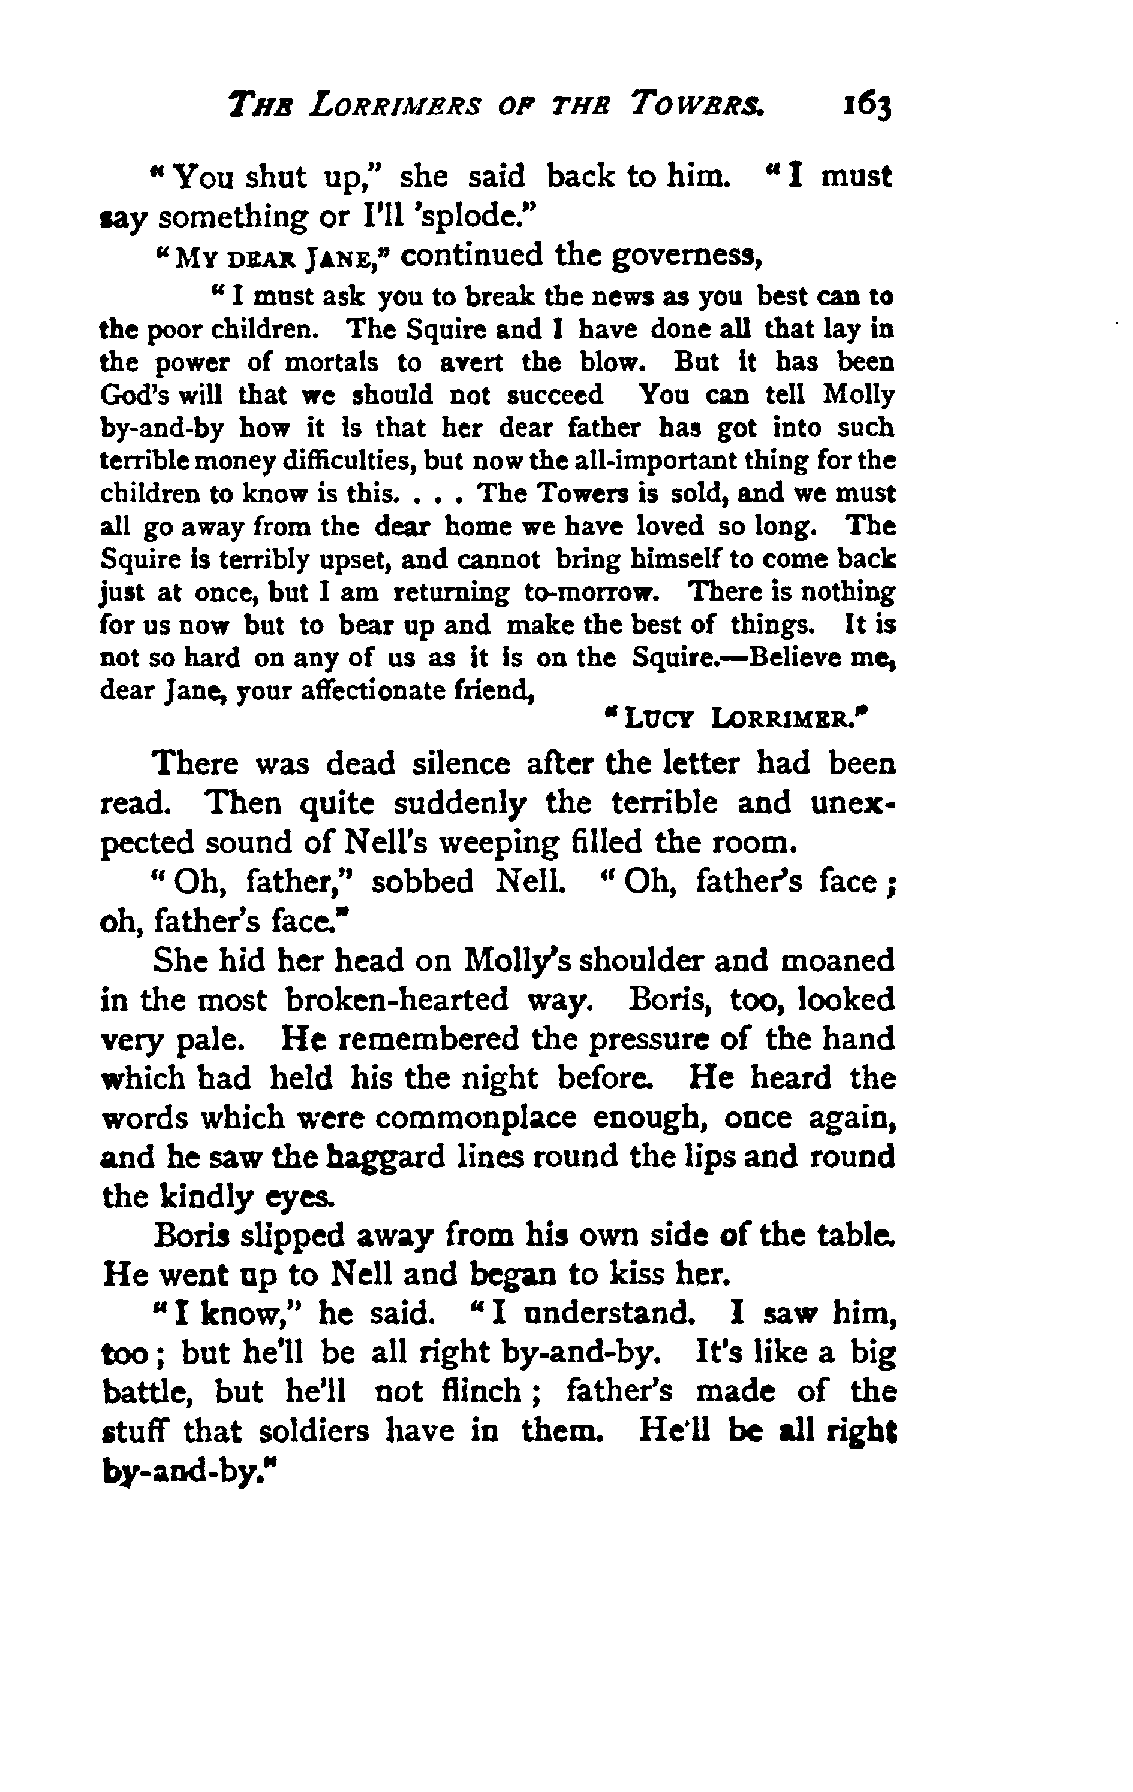 THE LORRIMERS OF THE TOWERS. 163
"You shut up," she said back to him. "I must
say something or I'll 'splode."
"MY DEAR JANE," continued the governess,
"I must ask you to break the news as you best can to
the poor children. The Squire and I have done all that lay in
the power of mortals to avert the blow. But it has been
God's will that we should not succeed You can tell Molly
by-and-by how it is that her dear father has got into such
terrible money difficulties, but now the all-important thing for the
children to know is this. . . . The Towers is sold, and we must
all go away from the dear home we have loved so long. The
Squire is terribly upset, and cannot bring himself to come back
just at once, but I am returning to-morrow. There is nothing
for us now but to bear up and make the best of things. It is
not so hard on any of us as it is on the Squire.—Believe me,
dear Jane, your affectionate friend,
"LUCY LORRIMER."
There was dead silence after the letter had been
read. Then quite suddenly the terrible and unex-
pected sound of Nell's weeping filled the room.
"Oh, father," sobbed Nell. "Oh, father's face;
oh, father's face."
She hid her head on Molly's shoulder and moaned
in the most broken-hearted way. Boris, too, looked
very pale. He remembered the pressure of the hand
which had held his the night before. He heard the
words which were commonplace enough, once again,
and he saw the haggard lines round the lips and round
the kindly eyes.
Boris slipped away from his own side of the table.
He went up to Nell and began to kiss her.
"I know," he said. "I understand. I saw him,
too; but he'll be all right by-and-by. It's like a big
battle, but he'll not flinch; father's made of the
stuff that soldiers have in them. He'll be all right
by-and-by."